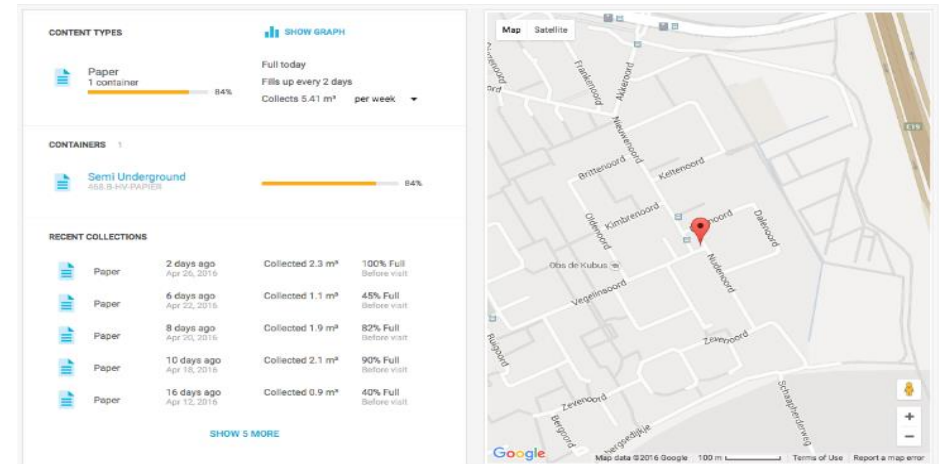 CONTENT TYPES
SHOW GRAPH
Paper
1 container
84%
Full today
Fills up every 2 days
Collects 5.41 m³ per week
CONTAINERS 1
Semi Underground
468.B-HV-PAPIER
84%
RECENT COLLECTIONS
Paper 2 days ago Collected 2.3 m³ 100% Full
Apr 26, 2016 Before visit
Paper 6 days ago Collected 1.1 m³ 45% Full
Apr 22, 2016 Before visit
Paper 8 days ago Collected 1.9 m³ 82% Full
Apr 20, 2016 Before visit
Paper 10 days ago Collected 2.1 m³ 90% Full
Apr 18, 2016 Before visit
Paper 16 days ago Collected 0.9 m³ 40% Full
Apr 12, 2016 Before visit
SHOW 5 MORE
Map Satellite
Frankenoord
Akkeroord
Nieuwenoord
Brittenoord
Keltenoord
Kimbrenoord
Oldenoord
Dalenoord
Obs de Kubus
Nudenoord
Vegelinsoord
Zevenoord
Ruigoord
Zevenoord
Bergoord
Schaapherderweg
Google
Map data ©2016 Google 100 m Terms of Use Report a map error